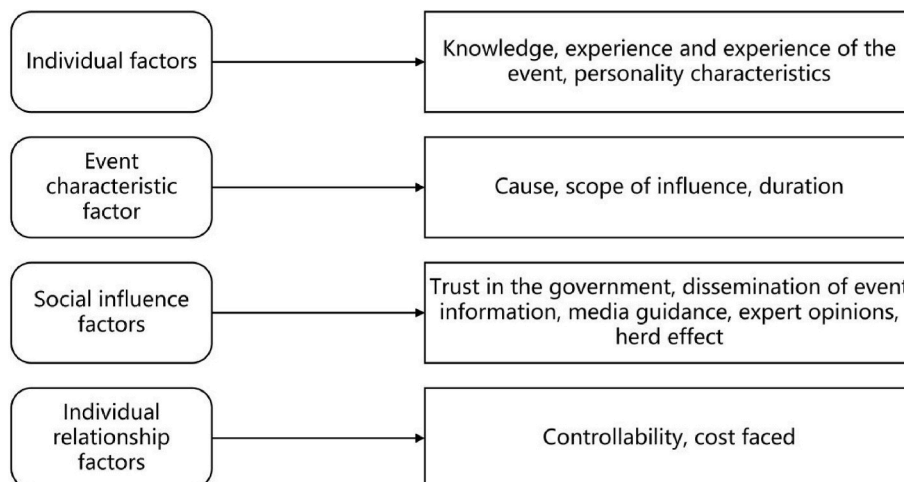 Individual factors
Knowledge, experience and experience of the
event, personality characteristics
Event
characteristic
factor
Cause, scope of influence, duration
Social influence
factors
Trust in the government, dissemination of event
information, media guidance, expert opinions,
herd effect
Individual
relationship
factors
Controllability, cost faced